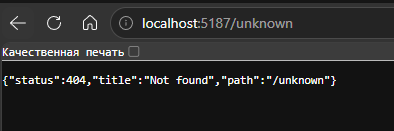 localhost:5187/unknown
Качественная печать
{"status":404,"title":"Not found","path":"/unknown"}